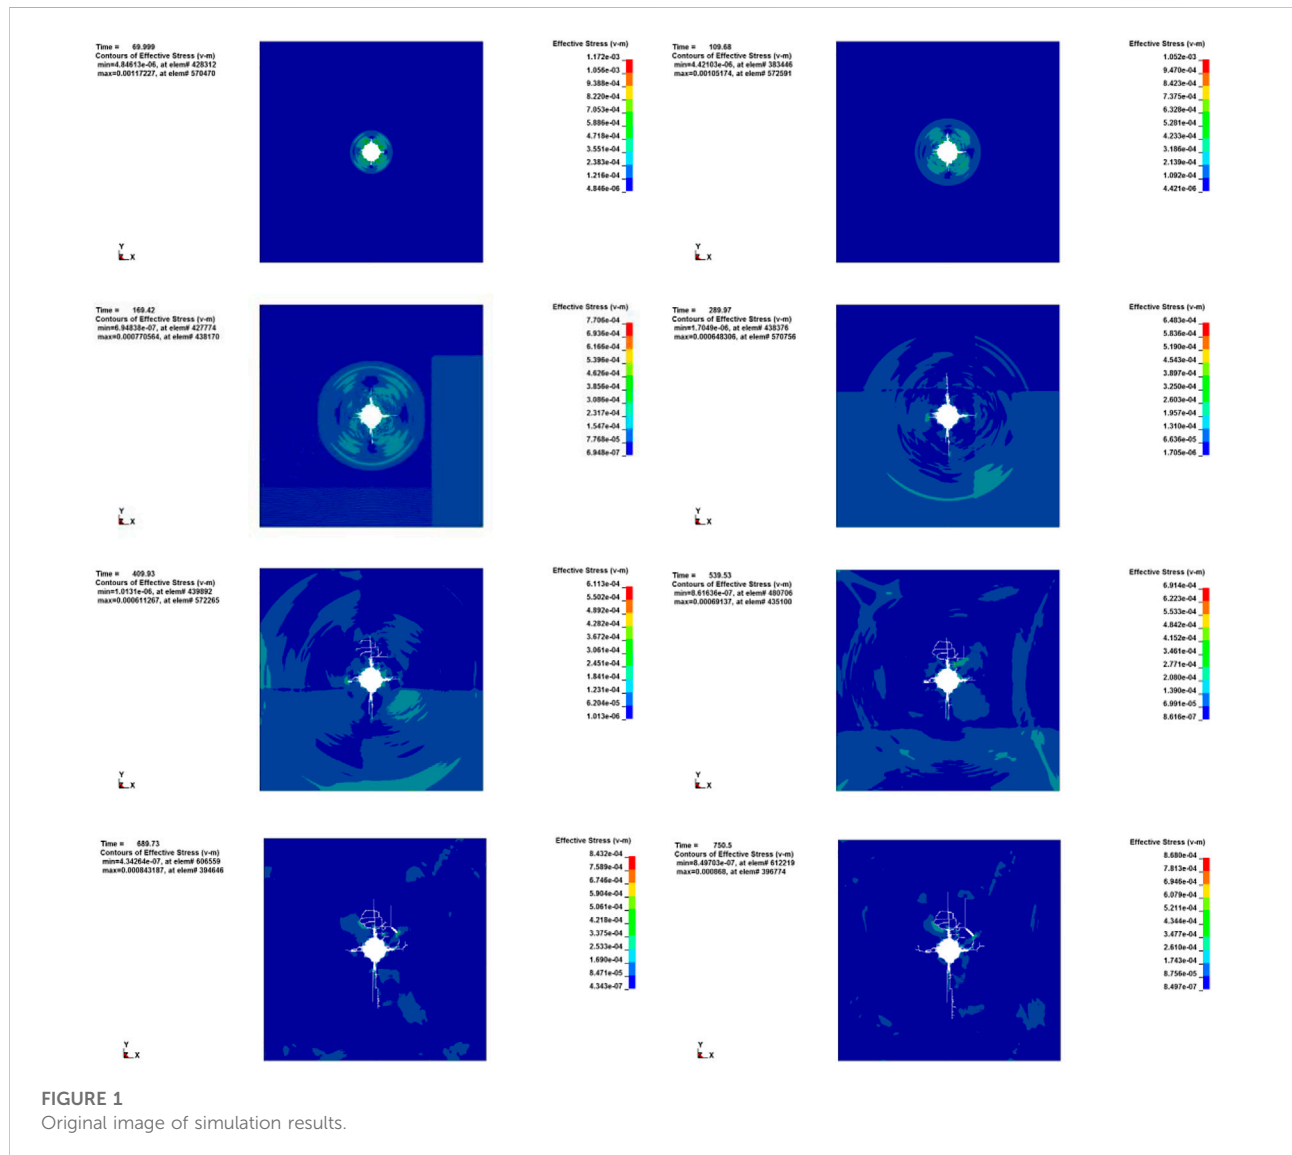 Time = 69.999
Contours of Effective Stress (v-m)
min=4.84613e-06, at elem# 428312
max=0.00117227, at elem# 570470
Effective Stress (v-m)
1.172e-03
1.056e-03
9.388e-04
8.220e-04
7.053e-04
5.886e-04
4.718e-04
3.551e-04
2.383e-04
1.216e-04
4.846e-06
Y
X
Time = 109.68
Contours of Effective Stress (v-m)
min=4.42103e-06, at elem# 383446
max=0.00105174, at elem# 572591
Effective Stress (v-m)
1.052e-03
9.470e-04
8.423e-04
7.375e-04
6.328e-04
5.281e-04
4.233e-04
3.186e-04
2.139e-04
1.092e-04
4.421e-06
Y
X
Time = 169.42
Contours of Effective Stress (v-m)
min=6.94838e-07, at elem# 427774
max=0.000770564, at elem# 438170
Effective Stress (v-m)
7.706e-04
6.936e-04
6.166e-04
5.396e-04
4.626e-04
3.856e-04
3.086e-04
2.317e-04
1.547e-04
7.768e-05
6.948e-07
Y
X
Time = 289.97
Contours of Effective Stress (v-m)
min=1.7049e-06, at elem# 438376
max=0.000648306, at elem# 570756
Effective Stress (v-m)
6.483e-04
5.836e-04
5.190e-04
4.543e-04
3.897e-04
3.250e-04
2.603e-04
1.957e-04
1.310e-04
6.636e-05
1.705e-06
Y
X
Time = 409.93
Contours of Effective Stress (v-m)
min=1.0131e-06, at elem# 439892
max=0.000611267, at elem# 572265
Effective Stress (v-m)
6.113e-04
5.502e-04
4.892e-04
4.282e-04
3.672e-04
3.061e-04
2.451e-04
1.841e-04
1.231e-04
6.204e-05
1.013e-06
Y
X
Time = 539.53
Contours of Effective Stress (v-m)
min=8.61636e-07, at elem# 480706
max=0.00069137, at elem# 435100
Effective Stress (v-m)
6.914e-04
6.223e-04
5.533e-04
4.842e-04
4.152e-04
3.461e-04
2.771e-04
2.080e-04
1.390e-04
6.991e-05
8.616e-07
Y
X
Time = 689.73
Contours of Effective Stress (v-m)
min=4.34264e-07, at elem# 606559
max=0.000843187, at elem# 394646
Effective Stress (v-m)
8.432e-04
7.589e-04
6.746e-04
5.904e-04
5.061e-04
4.218e-04
3.375e-04
2.533e-04
1.690e-04
8.471e-05
4.343e-07
Y
X
Time = 750.5
Contours of Effective Stress (v-m)
min=8.49703e-07, at elem# 612219
max=0.000868, at elem# 396774
Effective Stress (v-m)
8.680e-04
7.813e-04
6.946e-04
6.079e-04
5.211e-04
4.344e-04
3.477e-04
2.610e-04
1.743e-04
8.756e-05
8.497e-07
Y
X
FIGURE 1
Original image of simulation results.